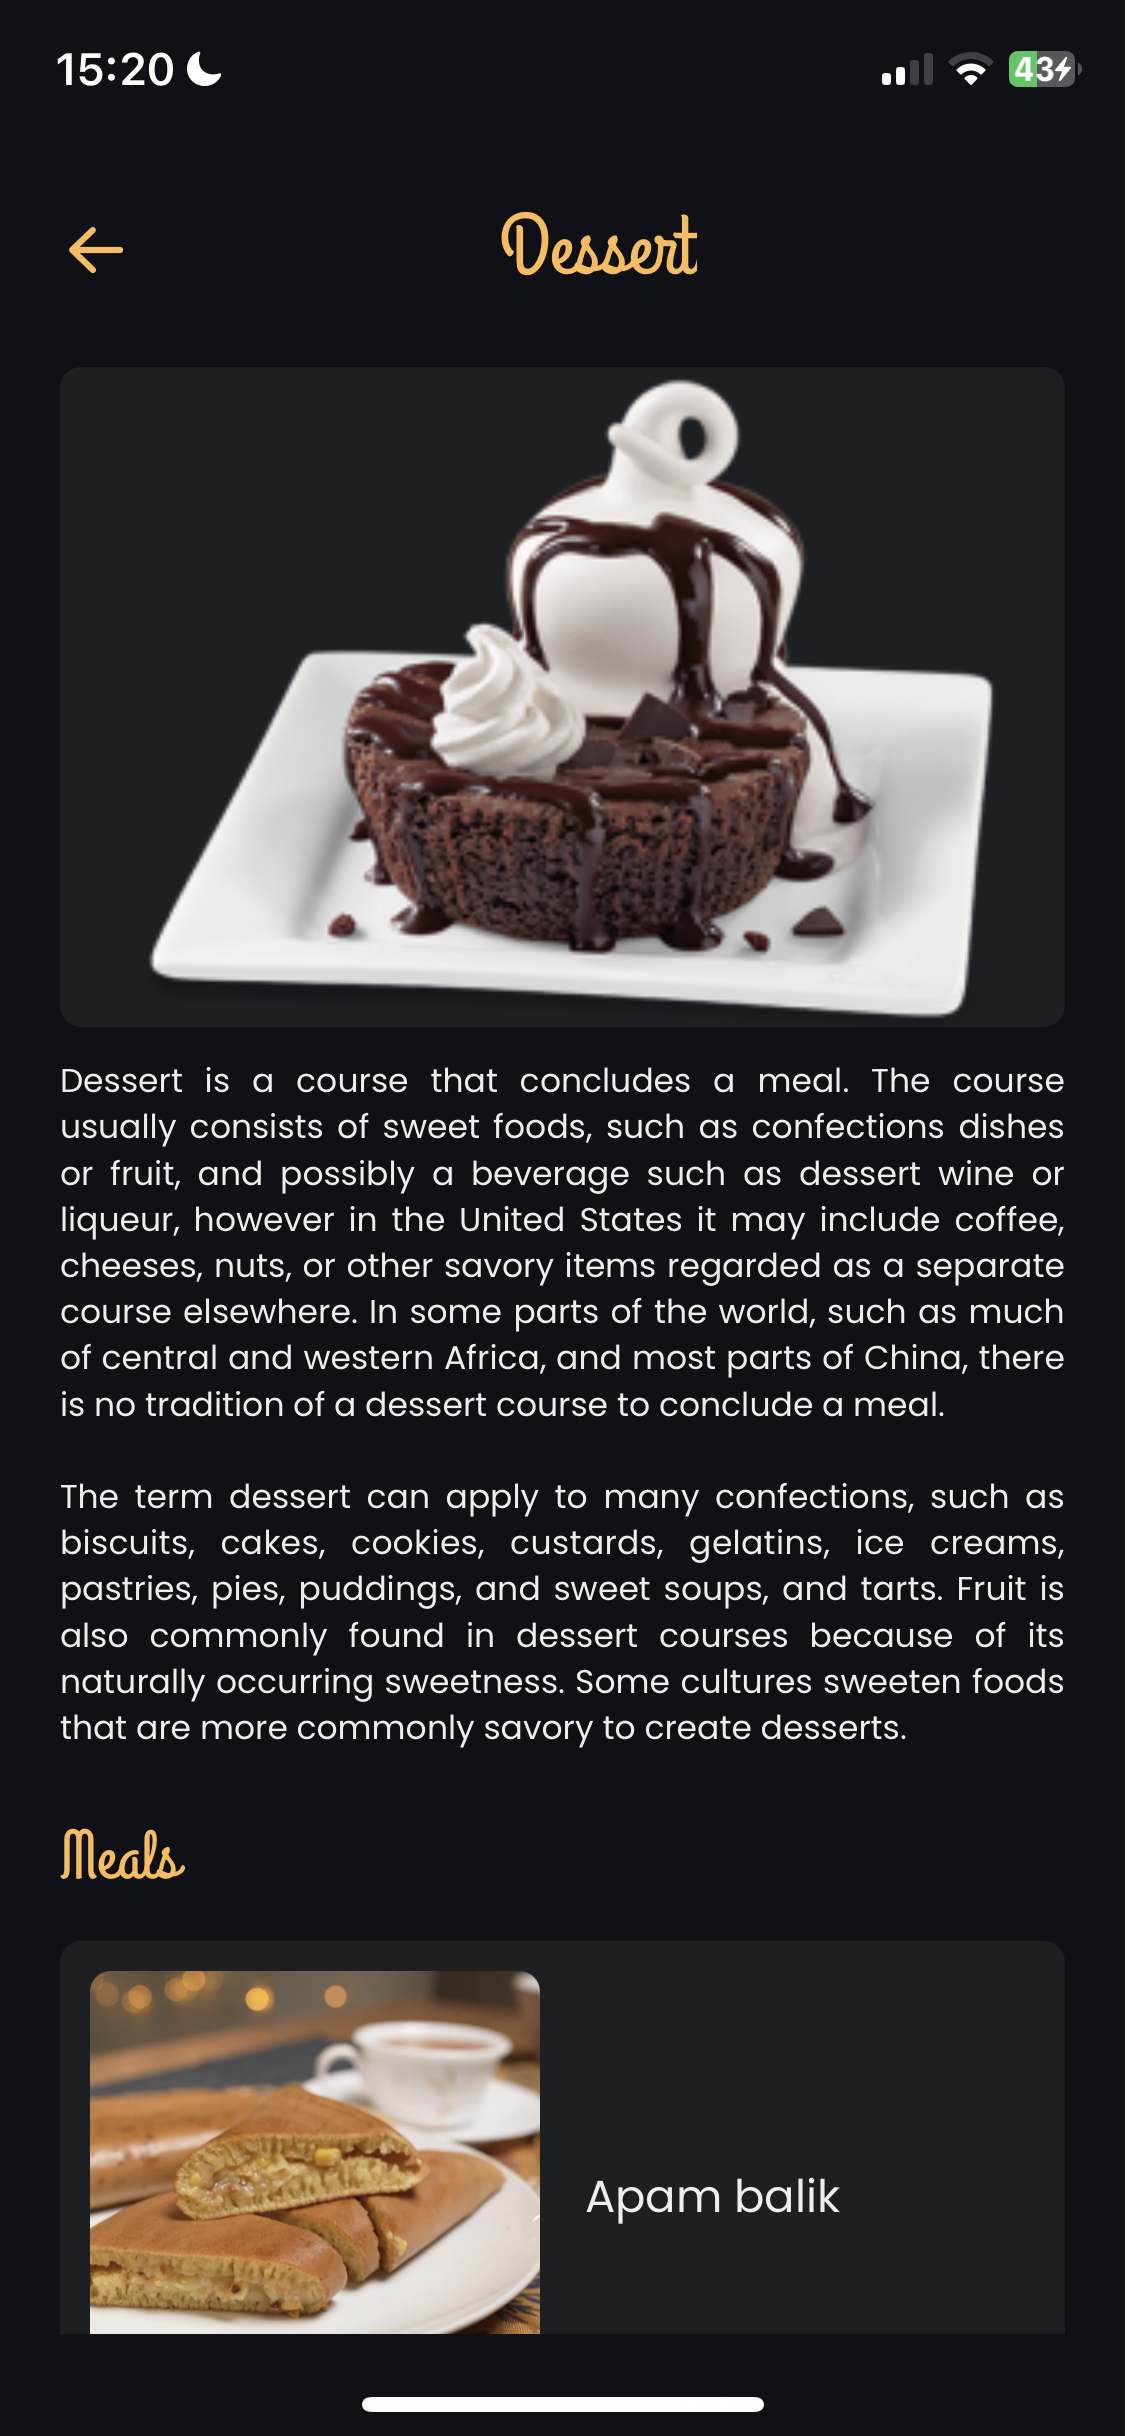 15:20
43
Dessert
Dessert is a course that concludes a meal. The course
usually consists of sweet foods, such as confections dishes
or fruit, and possibly a beverage such as dessert wine or
liqueur, however in the United States it may include coffee,
cheeses, nuts, or other savory items regarded as a separate
course elsewhere. In some parts of the world, such as much
of central and western Africa, and most parts of China, there
is no tradition of a dessert course to conclude a meal.
The term dessert can apply to many confections, such as
biscuits, cakes, cookies, custards, gelatins, ice creams,
pastries, pies, puddings, and sweet soups, and tarts. Fruit is
also commonly found in dessert courses because of its
naturally occurring sweetness. Some cultures sweeten foods
that are more commonly savory to create desserts.
Meals
Apam balik